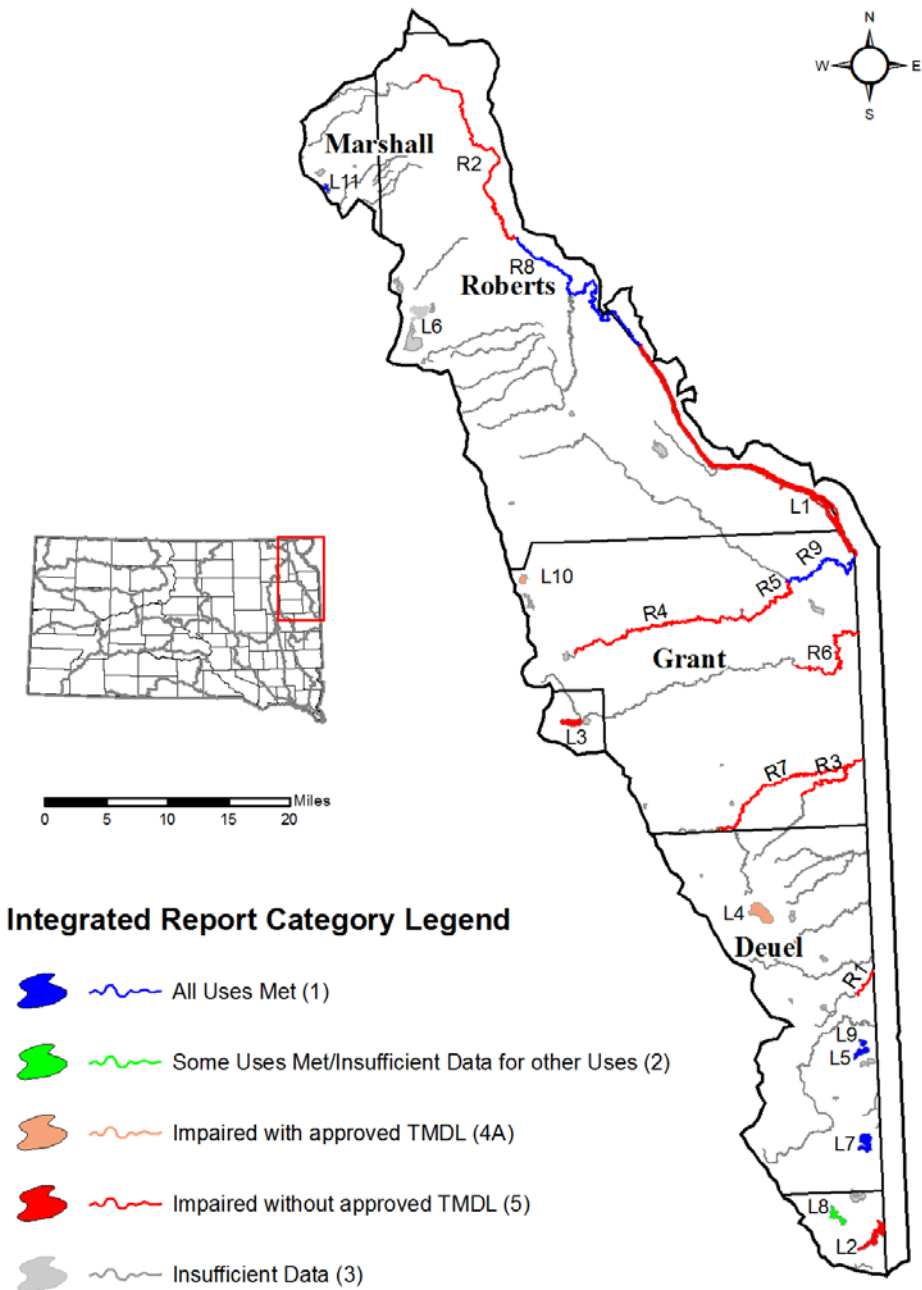 N
W E
S
Marshall
R2
L11
R8
Roberts
L6
L1
R9
L10
R5
R4
Grant
R6
L3
R7 R3
Miles
0 5 10 15 20
L4
Integrated Report Category Legend
Deuel
R1
All Uses Met (1)
L9
L5
Some Uses Met/Insufficient Data for other Uses (2)
Impaired with approved TMDL (4A)
L7
Impaired without approved TMDL (5)
L8
L2
Insufficient Data (3)